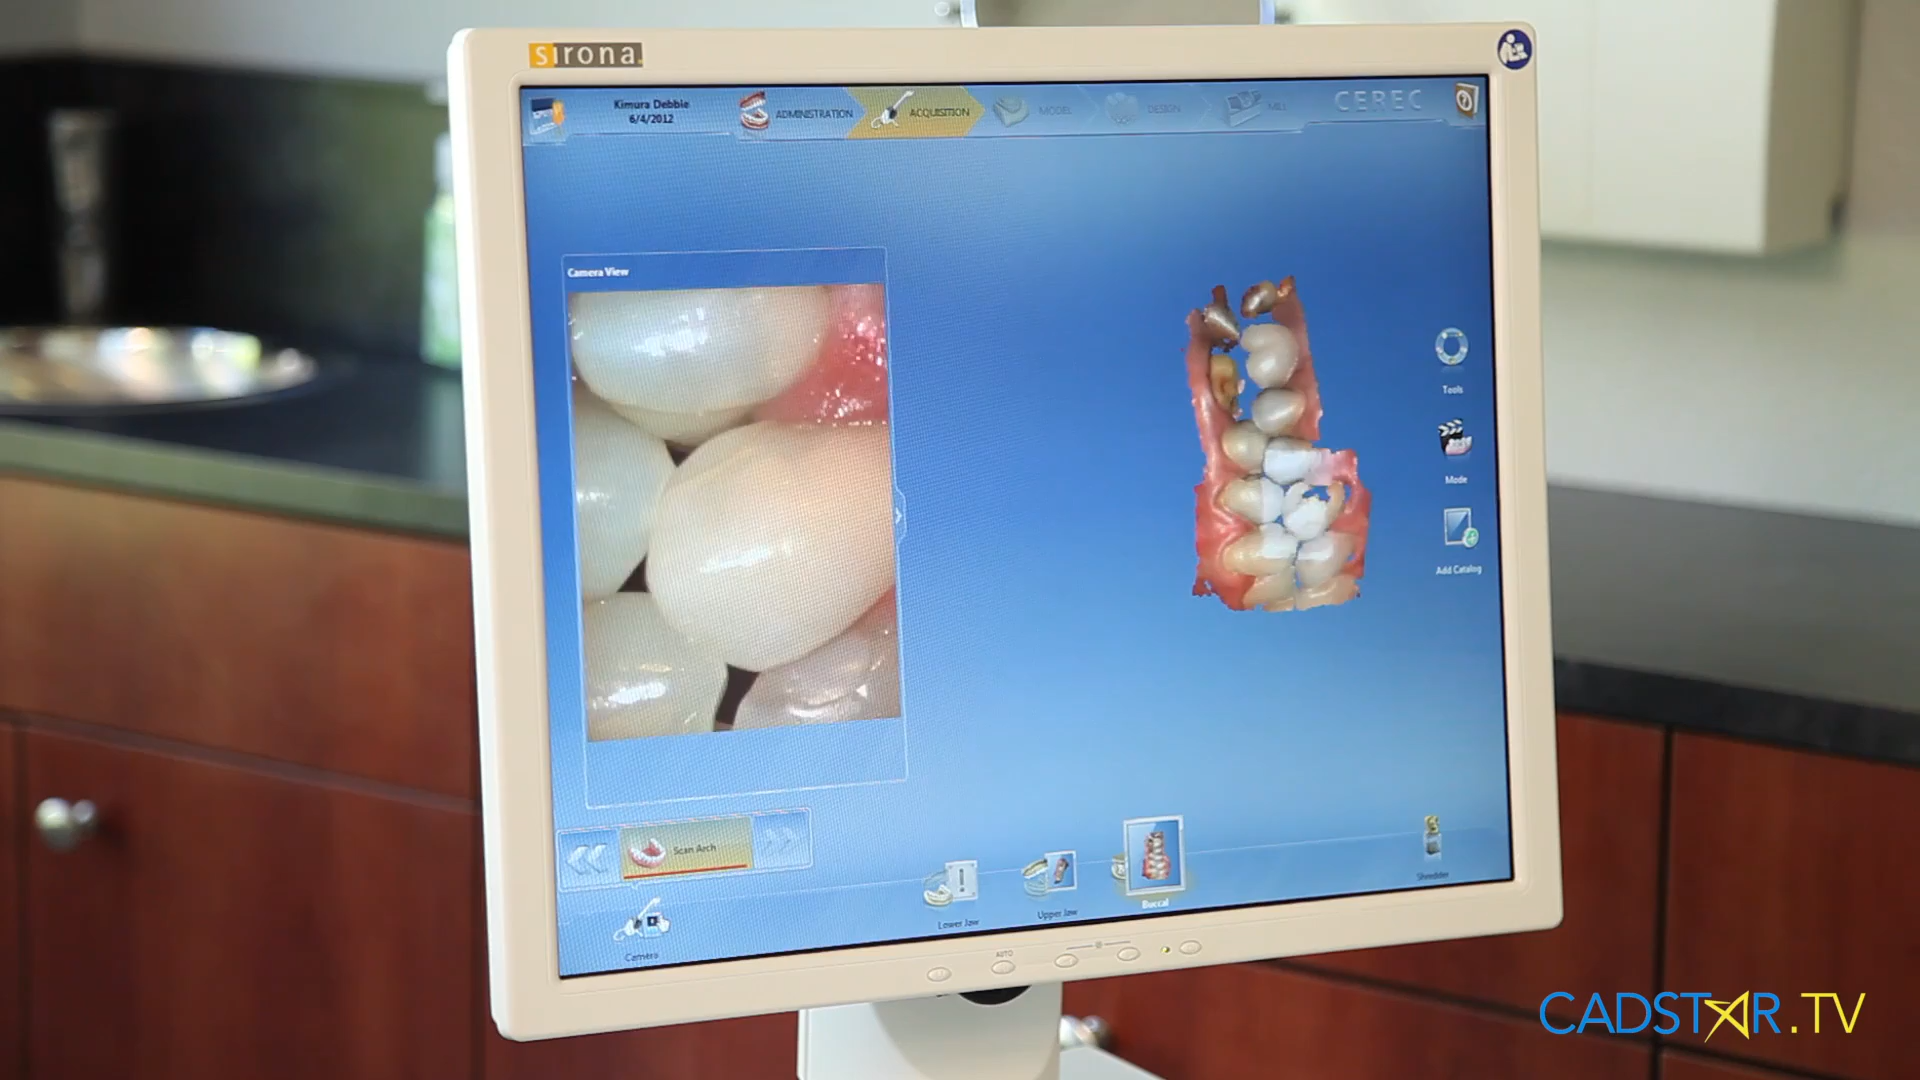 sirona.
Kimura Debbie
6/4/2012
ADMINISTRATION
ACQUISITION
MODEL
DESIGN
MILL
CEREC
Camera View
Tools
Mode
Add Catalog
Scan Arch
Camera
Lower Jaw
Upper Jaw
Buccal
Shredder
AUTO
CADSTAR.TV